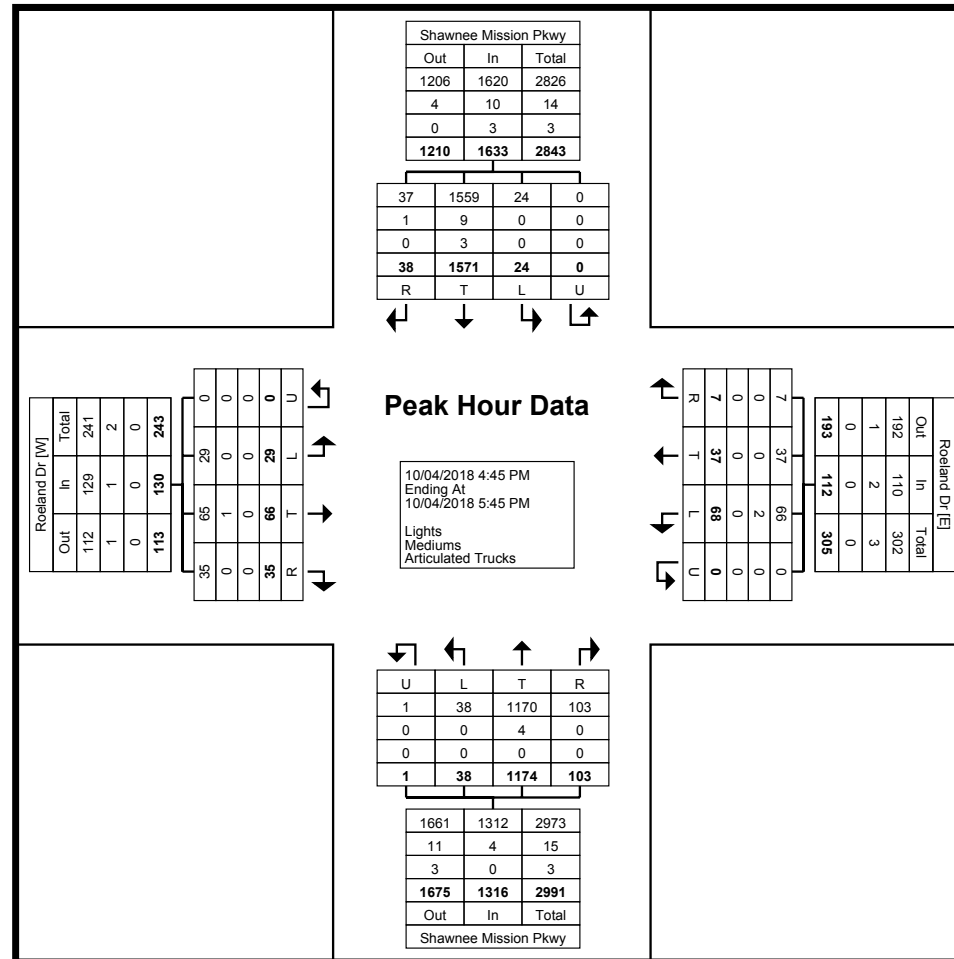 Shawnee Mission Pkwy
Out In Total
1206 1620 2826
4 10 14
0 3 3
1210 1633 2843
37 1559 24 0
1 9 0 0
0 3 0 0
38 1571 24 0
R T L U
Roeland Dr [W]
Total In Out
241 129 112
2 1 1
0 0 0
243 130 113
0 29 65 35
0 0 1 0
0 0 0 0
0 29 66 35
U L T R
Peak Hour Data
10/04/2018 4:45 PM
Ending At
10/04/2018 5:45 PM
Lights
Mediums
Articulated Trucks
R T L U
7 37 68 0
0 0 0 0
0 0 2 0
7 37 66 0
Roeland Dr [E]
Out In Total
192 110 302
1 2 3
0 0 0
193 112 305
U L T R
1 38 1170 103
0 0 4 0
0 0 0 0
1 38 1174 103
1661 1312 2973
11 4 15
3 0 3
1675 1316 2991
Out In Total
Shawnee Mission Pkwy